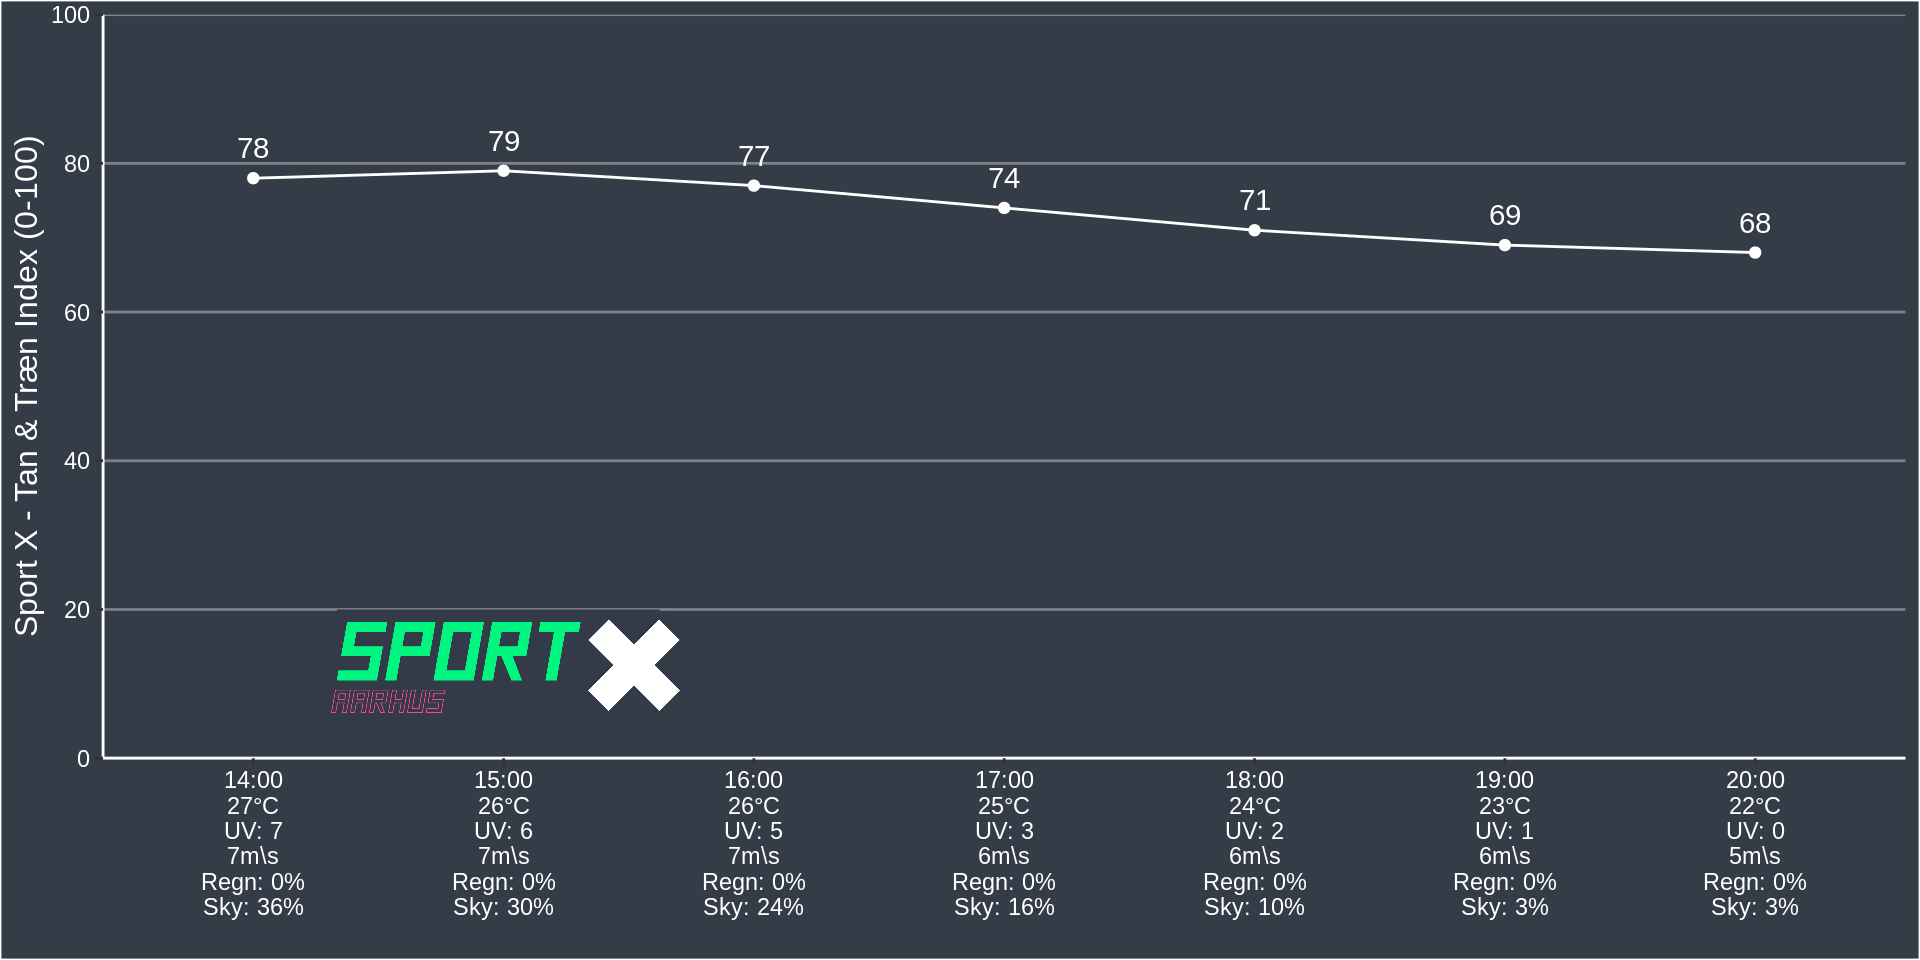 Sport X - Tan & Træn Index (0-100)
100
80
60
40
20
0
78
79
77
74
71
69
68
SPORT X
AARHUS
14:00 15:00 16:00 17:00 18:00 19:00 20:00
27°C 26°C 26°C 25°C 24°C 23°C 22°C
UV: 7 UV: 6 UV: 5 UV: 3 UV: 2 UV: 1 UV: 0
7m\s 7m\s 7m\s 6m\s 6m\s 6m\s 5m\s
Regn: 0% Regn: 0% Regn: 0% Regn: 0% Regn: 0% Regn: 0% Regn: 0%
Sky: 36% Sky: 30% Sky: 24% Sky: 16% Sky: 10% Sky: 3% Sky: 3%